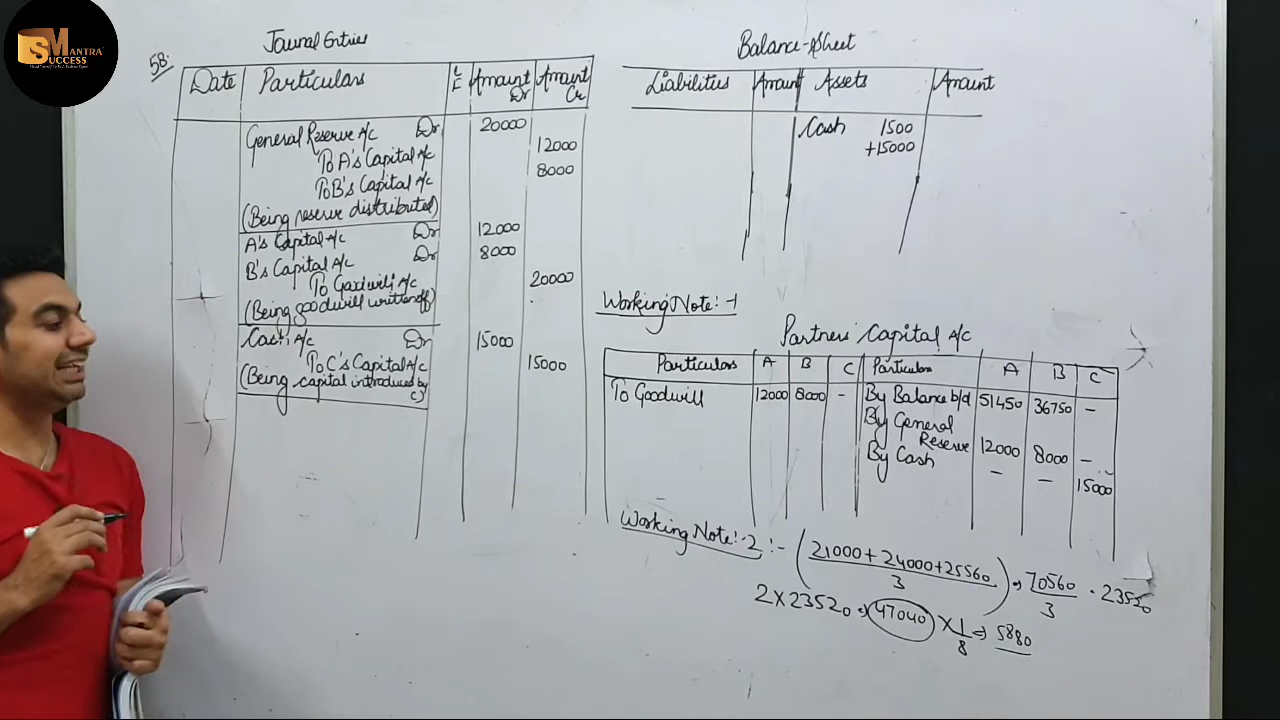 SM
MANTRA
SUCCESS
58.
Journal Entries
Date Particulars L F Amount Dr Amount Cr
General Reserve A/c Dr 20000
To A's Capital A/c 12000
To B's Capital A/c 8000
(Being reserve distributed)
A's Capital A/c Dr 12000
B's Capital A/c Dr 8000
To Goodwill A/c 20000
(Being goodwill written off)
Cash A/c Dr 15000
To C's Capital A/c 15000
(Being capital introduced by C)
Balance-Sheet
Liabilities Amount Assets Amount
Cash 1500
+15000
Working Note:-1
Partners' Capital A/c
Particulars A B C Particulars A B C
To Goodwill 12000 8000 - By Balance b/d 51450 36750 -
By General
Reserve 12000 8000 -
By Cash - - 15000
Working Note:-2 :- (21000+24000+25560/3) ⇒ 70560/3 = 23520
2×23520 ⇒ 47040 × 1/8 ⇒ 5880